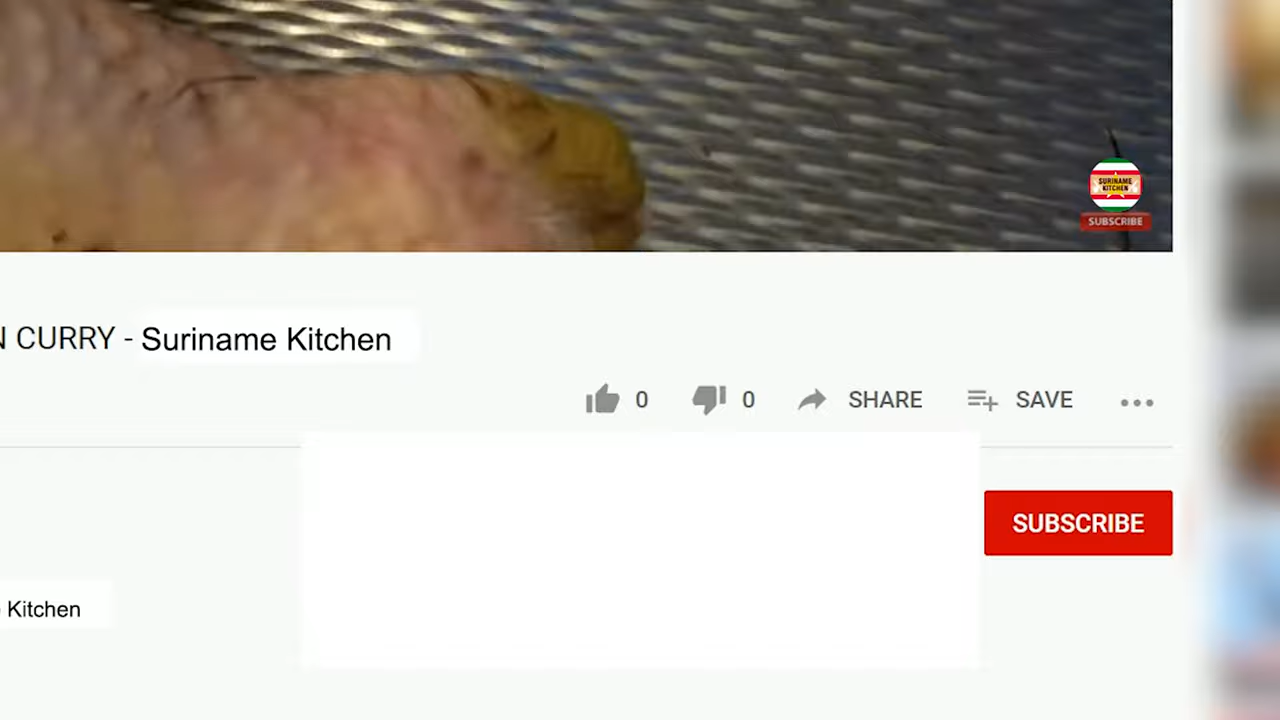 SURINAME
KITCHEN
SUBSCRIBE
N CURRY - Suriname Kitchen
0 0 SHARE SAVE
SUBSCRIBE
Kitchen